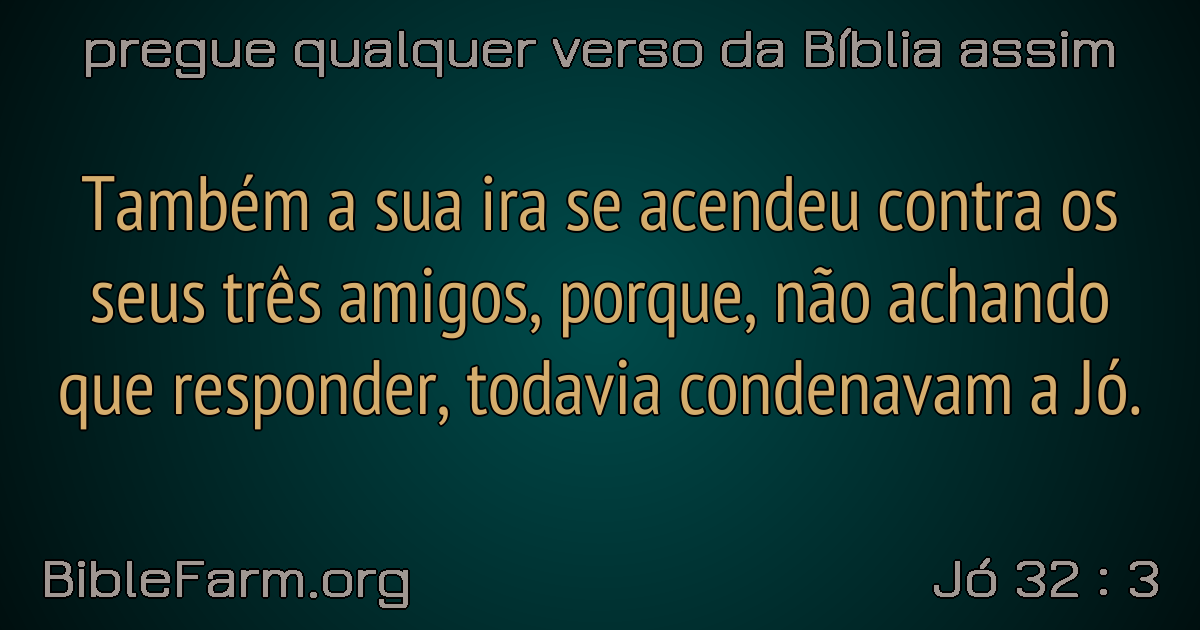 pregue qualquer verso da Bíblia assim
Também a sua ira se acendeu contra os
seus três amigos, porque, não achando
que responder, todavia condenavam a Jó.
BibleFarm.org
Jó 32 : 3